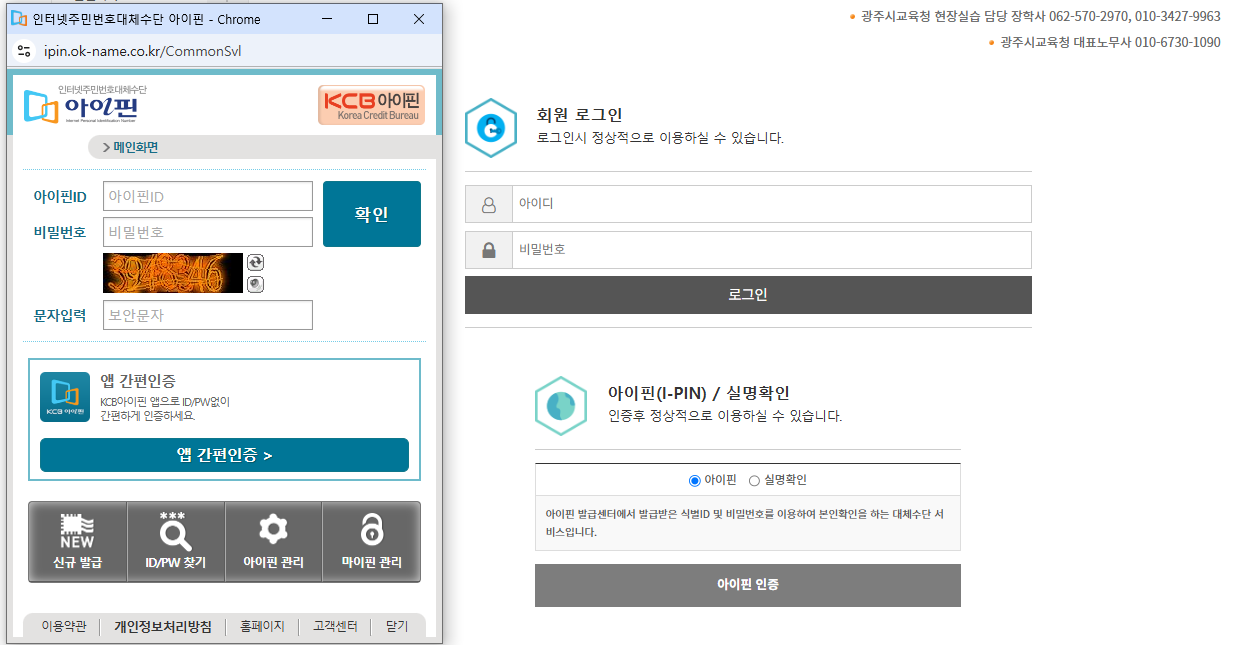 인터넷주민번호대체수단 아이핀 - Chrome
ipin.ok-name.co.kr/CommonSvl
인터넷주민번호대체수단
아이핀
Internet Personal Identification Number
KCB 아이핀
Korea Credit Bureau
> 메인화면
아이핀ID
아이핀ID
비밀번호
비밀번호
확인
문자입력
보안문자
KCB 아이핀
앱 간편인증
KCB아이핀 앱으로 ID/PW없이
간편하게 인증하세요.
앱 간편인증 >
NEW
신규 발급
***
ID/PW 찾기
아이핀 관리
마이핀 관리
이용약관
개인정보처리방침
홈페이지
고객센터
닫기
광주시교육청 현장실습 담당 장학사 062-570-2970, 010-3427-9963
광주시교육청 대표노무사 010-6730-1090
회원 로그인
로그인시 정상적으로 이용하실 수 있습니다.
아이디
비밀번호
로그인
아이핀(I-PIN) / 실명확인
인증후 정상적으로 이용하실 수 있습니다.
아이핀 실명확인
아이핀 발급센터에서 발급받은 식별ID 및 비밀번호를 이용하여 본인확인을 하는 대체수단 서
비스입니다.
아이핀 인증